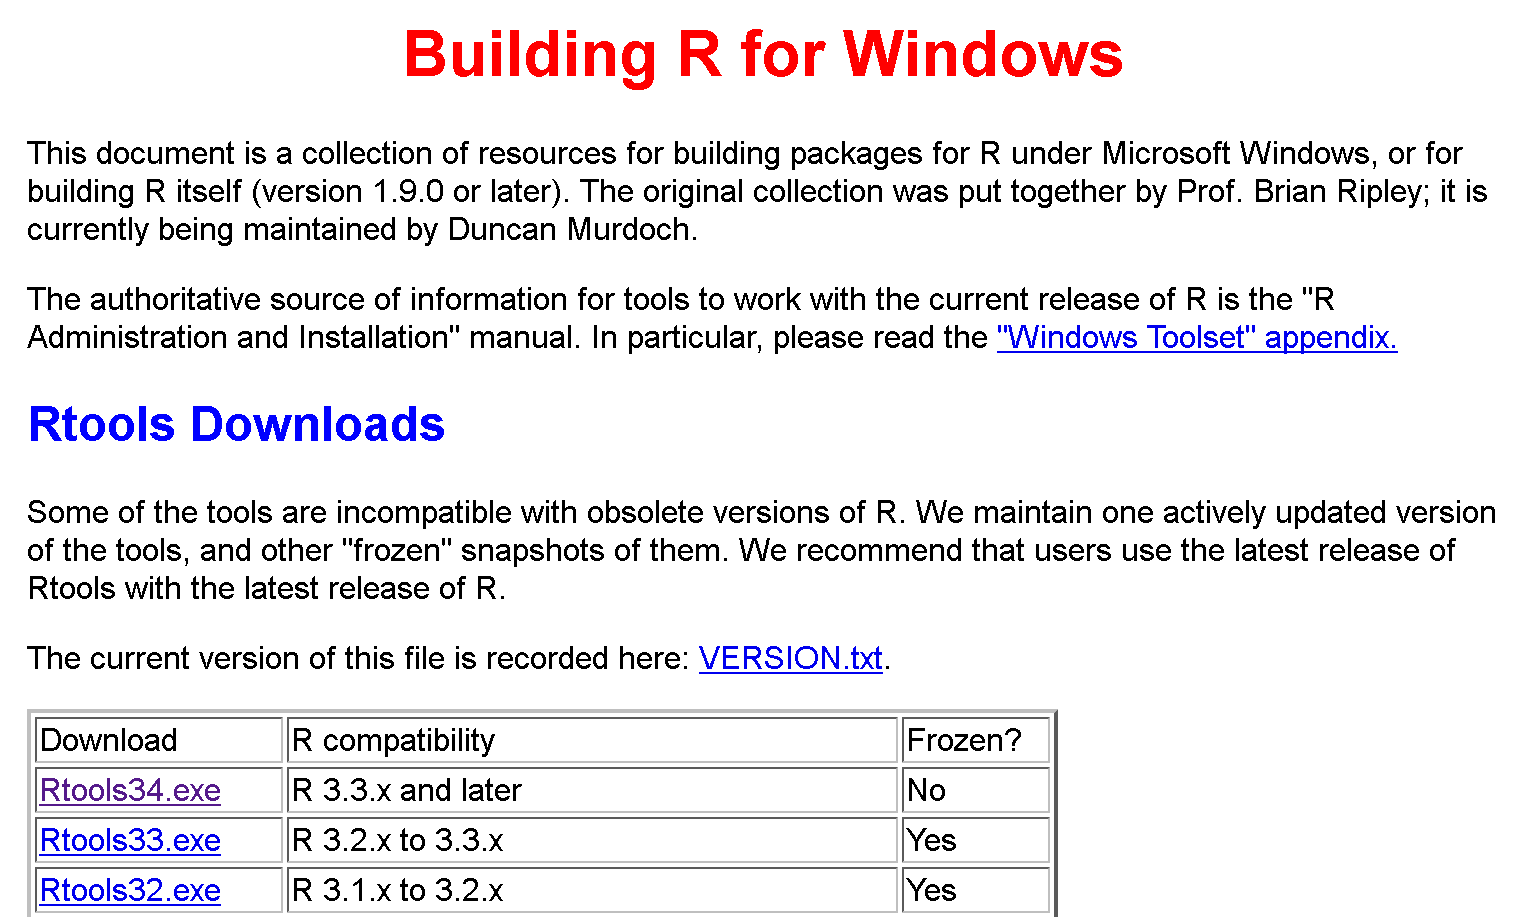 Building R for Windows
This document is a collection of resources for building packages for R under Microsoft Windows, or for
building R itself (version 1.9.0 or later). The original collection was put together by Prof. Brian Ripley; it is
currently being maintained by Duncan Murdoch.
The authoritative source of information for tools to work with the current release of R is the "R
Administration and Installation" manual. In particular, please read the "Windows Toolset" appendix.
Rtools Downloads
Some of the tools are incompatible with obsolete versions of R. We maintain one actively updated version
of the tools, and other "frozen" snapshots of them. We recommend that users use the latest release of
Rtools with the latest release of R.
The current version of this file is recorded here: VERSION.txt.
Download R compatibility Frozen?
Rtools34.exe R 3.3.x and later No
Rtools33.exe R 3.2.x to 3.3.x Yes
Rtools32.exe R 3.1.x to 3.2.x Yes